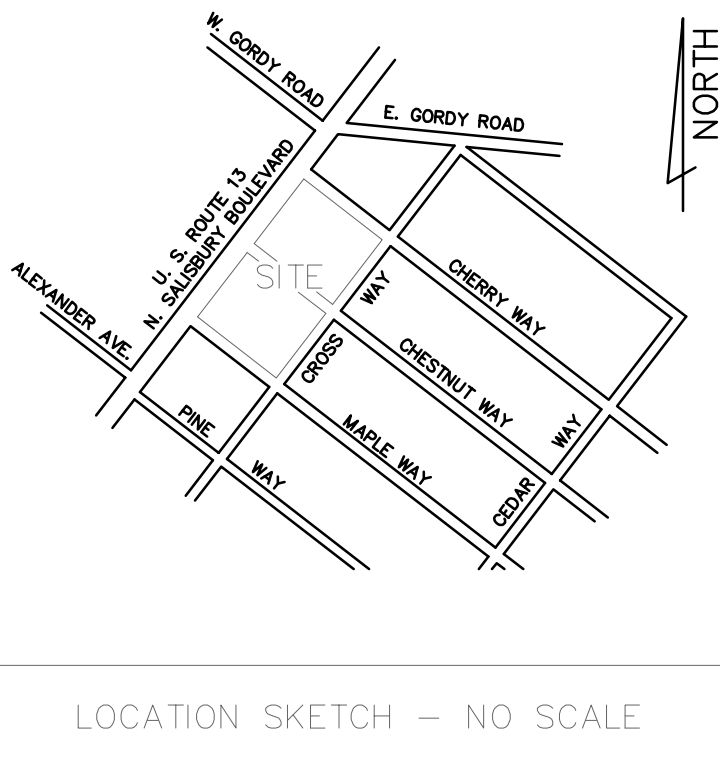 W. GORDY ROAD
E. GORDY ROAD
NORTH
U. S. ROUTE 13
N. SALISBURY BOULEVARD
ALEXANDER AVE.
SITE
CHERRY WAY
CROSS WAY
CHESTNUT WAY
MAPLE WAY
CEDAR WAY
PINE WAY
LOCATION SKETCH - NO SCALE